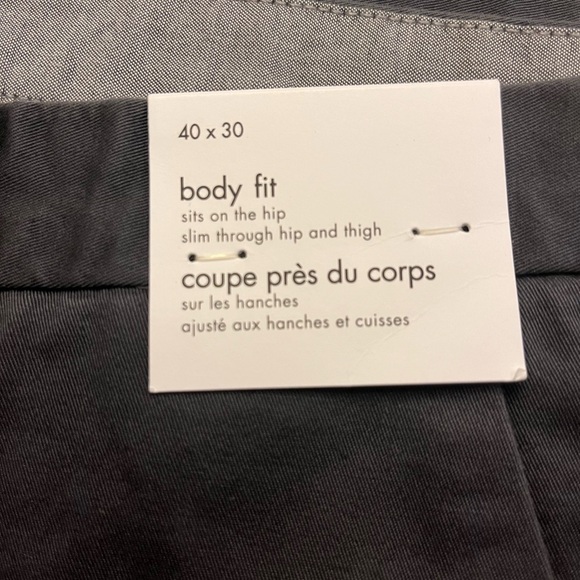 40 x 30
body fit
sits on the hip
slim through hip and thigh
coupe près du corps
sur les hanches
ajusté aux hanches et cuisses